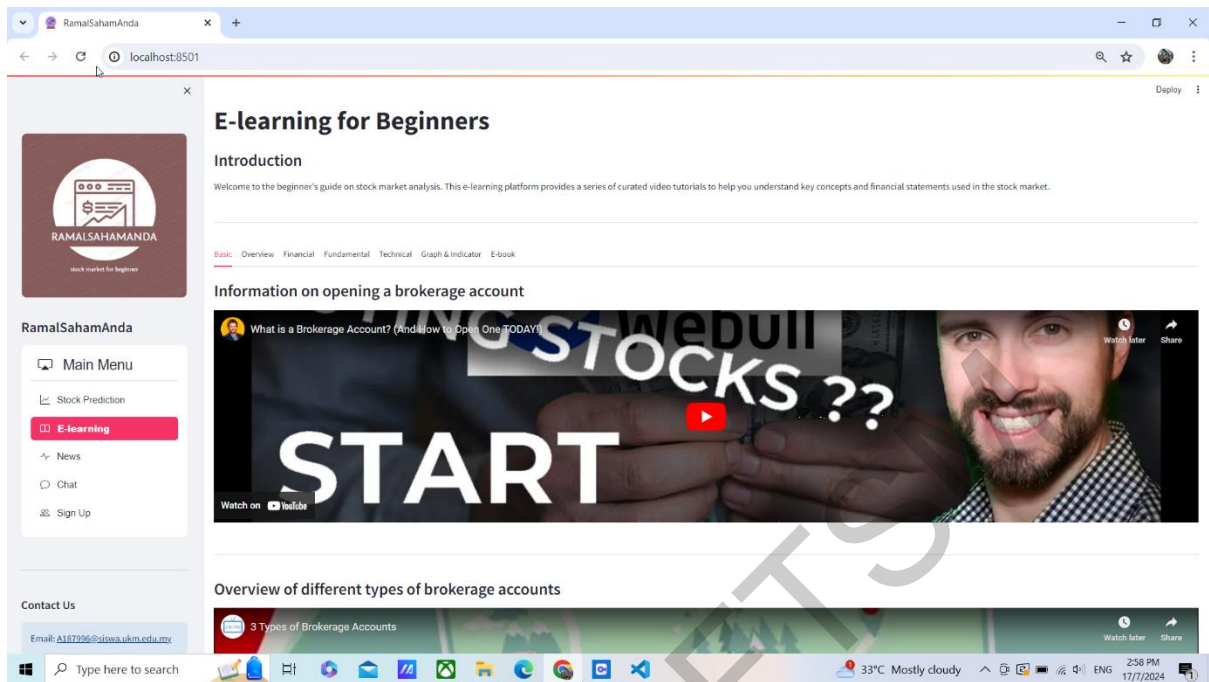 RamalSahamAnda
localhost:8501
Deploy
RAMALSAHAMANDA
stock market for beginner
RamalSahamAnda
Main Menu
Stock Prediction
E-learning
News
Chat
Sign Up
Contact Us
Email: A187996@siswa.ukm.edu.my
E-learning for Beginners
Introduction
Welcome to the beginner's guide on stock market analysis. This e-learning platform provides a series of curated video tutorials to help you understand key concepts and financial statements used in the stock market.
Basic Overview Financial Fundamental Technical Graph & Indicator E-book
Information on opening a brokerage account
What is a Brokerage Account? (And How to Open One TODAY!)
Watch later Share
Webull
STOCKS ??
START
Watch on YouTube
Overview of different types of brokerage accounts
3 Types of Brokerage Accounts
Watch later Share
Type here to search
33°C Mostly cloudy
ENG
2:58 PM
17/7/2024